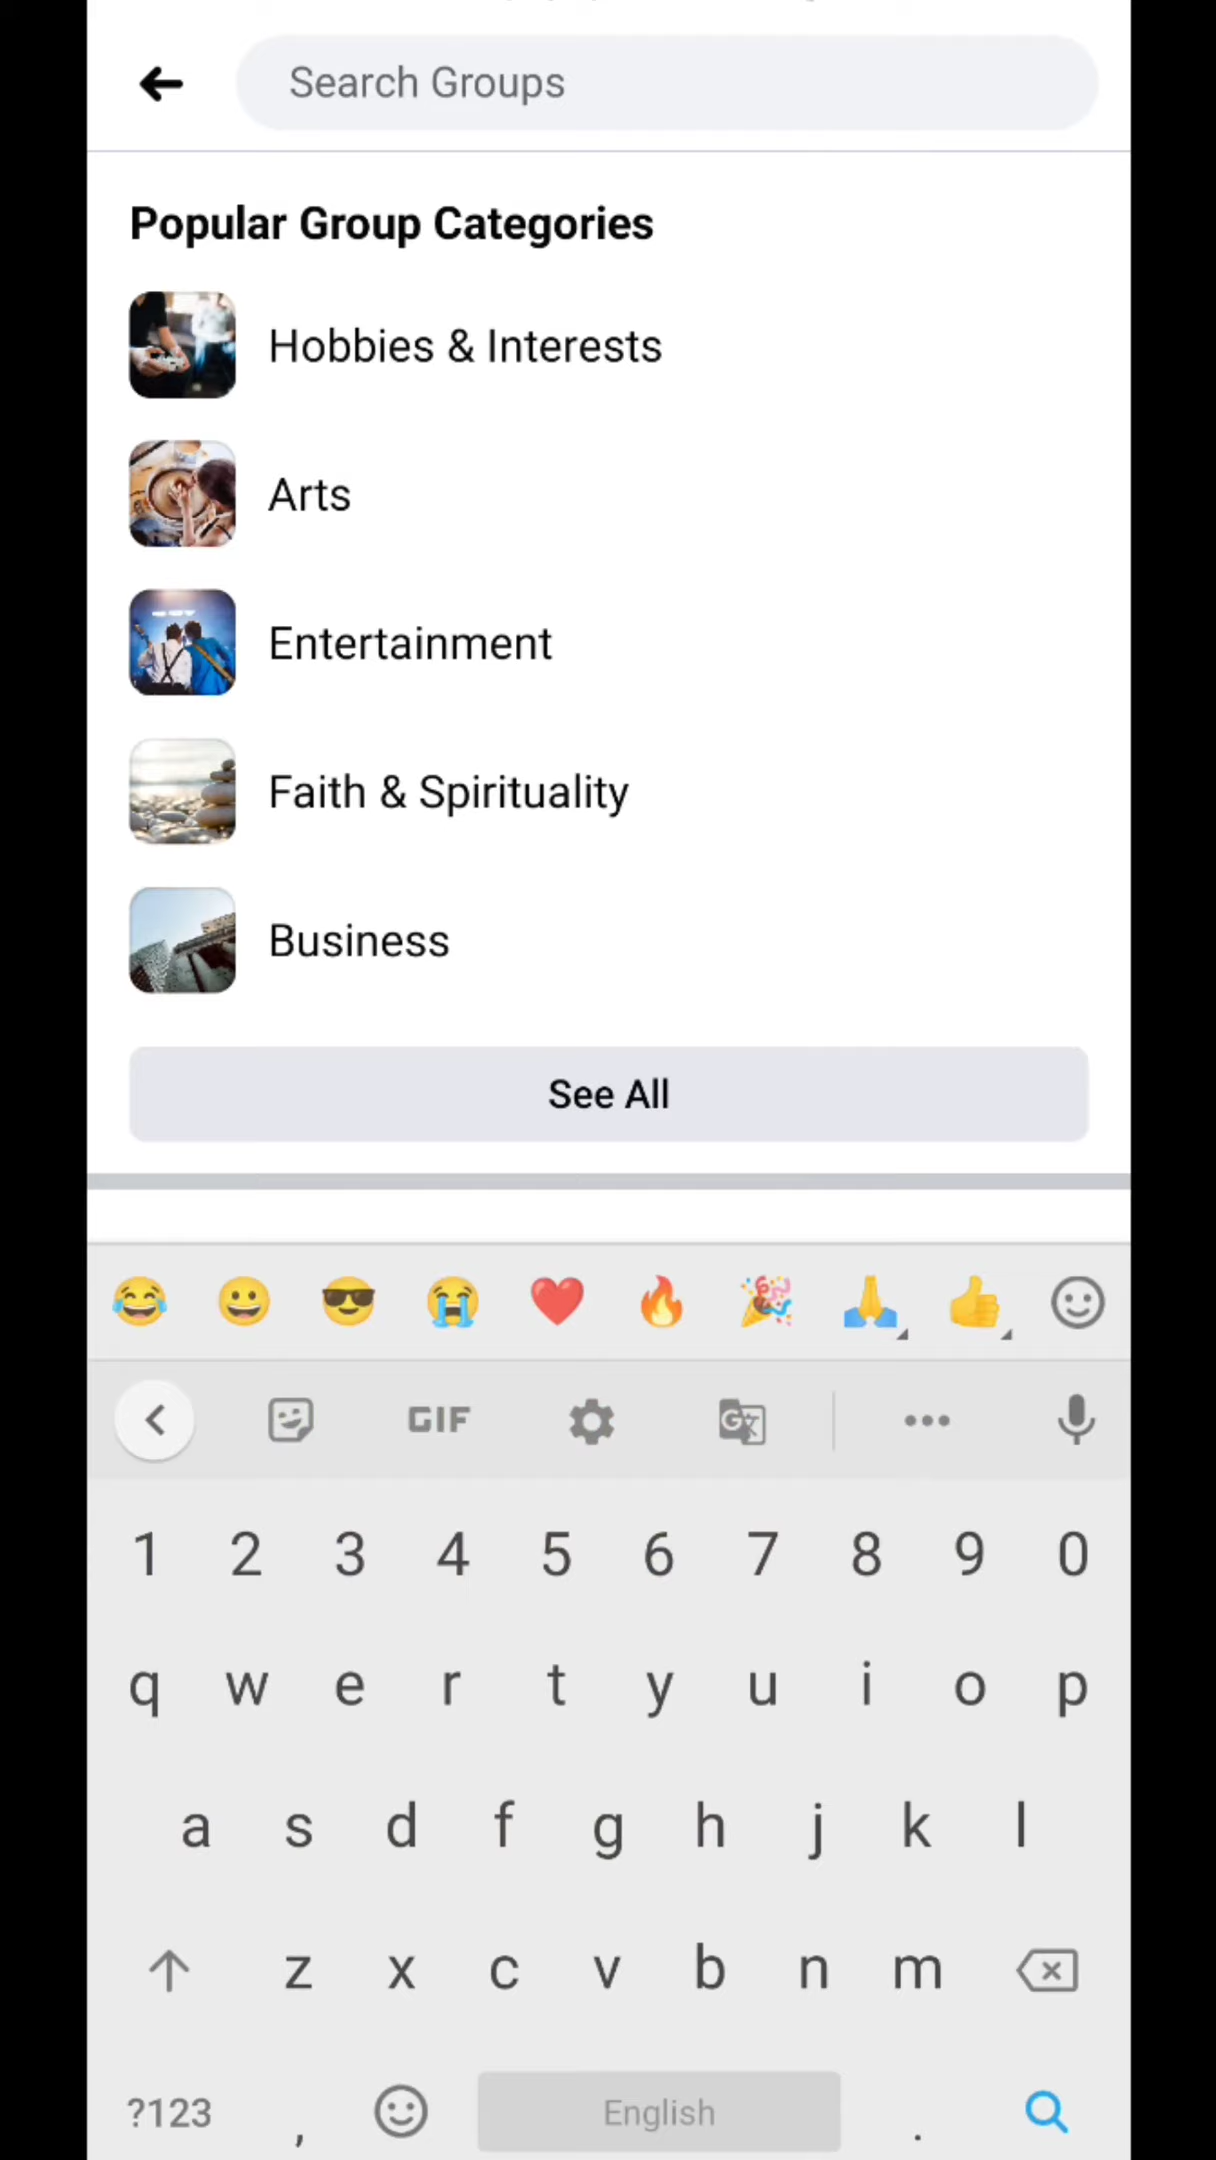 Search Groups
Popular Group Categories
Hobbies & Interests
Arts
Entertainment
Faith & Spirituality
Business
See All
GIF
1 2 3 4 5 6 7 8 9 0
q w e r t y u i o p
a s d f g h j k l
z x c v b n m
?123 , English .